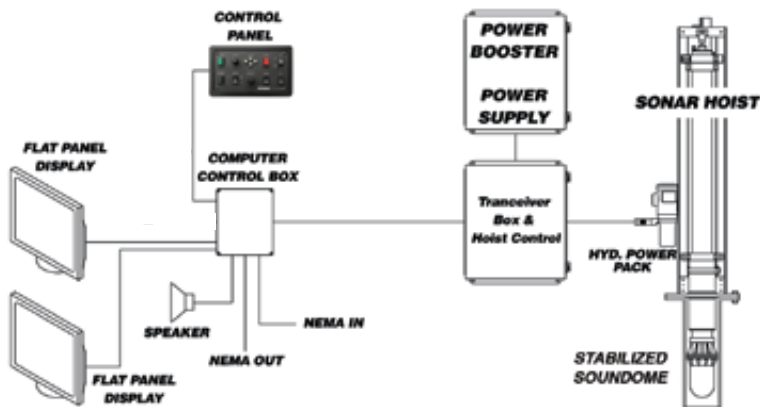 CONTROL
PANEL
POWER
BOOSTER
POWER
SUPPLY
SONAR HOIST
FLAT PANEL
DISPLAY
COMPUTER
CONTROL BOX
Tranceiver
Box &
Hoist Control
HYD. POWER
PACK
SPEAKER
NEMA IN
NEMA OUT
FLAT PANEL
DISPLAY
STABILIZED
SOUNDOME